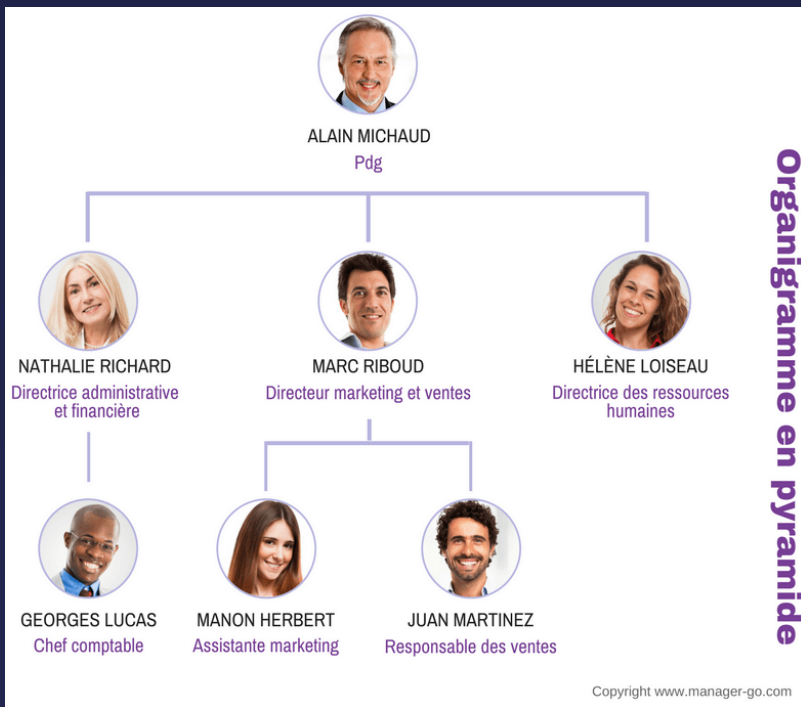 ALAIN MICHAUD
Pdg
NATHALIE RICHARD
Directrice administrative
et financière
MARC RIBOUD
Directeur marketing et ventes
HÉLÈNE LOISEAU
Directrice des ressources
humaines
GEORGES LUCAS
Chef comptable
MANON HERBERT
Assistante marketing
JUAN MARTINEZ
Responsable des ventes
Organigramme en pyramide
Copyright www.manager-go.com